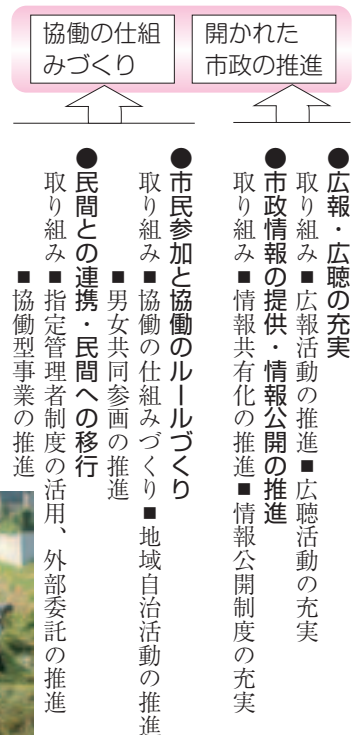 開かれた
市政の推進
●広報・広聴の充実
取り組み■広報活動の推進■広聴活動の充実
●市政情報の提供・情報公開の推進
取り組み■情報共有化の推進■情報公開制度の充実
協働の仕組
みづくり
●市民参加と協働のルールづくり
取り組み■協働の仕組みづくり■地域自治活動の推進
■男女共同参画の推進
●民間との連携・民間への移行
取り組み■指定管理者制度の活用、外部委託の推進
■協働型事業の推進